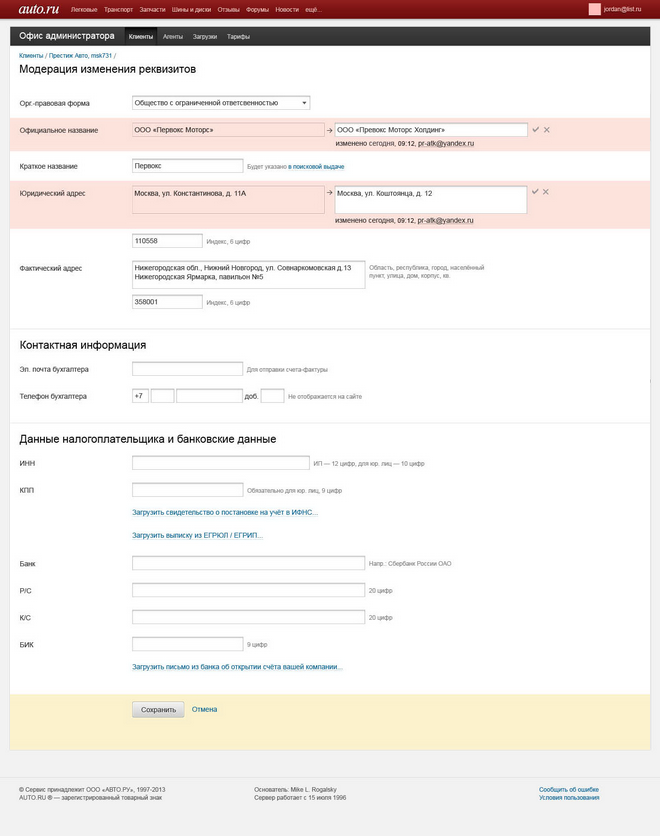 auto.ru Легковые Транспорт Запчасти Шины и диски Отзывы Форумы Новости ещё... jordan@list.ru
Офис администратора Клиенты Агенты Загрузки Тарифы
Клиенты / Престиж Авто, msk731 /
Модерация изменения реквизитов
Орг.-правовая форма Общество с ограниченной ответсвенностью
Официальное название ООО «Первокс Моторс» → ООО «Превокс Моторс Холдинг»
изменено сегодня, 09:12, pr-atk@yandex.ru
Краткое название Первокс Будет указано в поисковой выдаче
Юридический адрес Москва, ул. Константинова, д. 11А → Москва, ул. Коштоянца, д. 12
изменено сегодня, 09:12, pr-atk@yandex.ru
110558 Индекс, 6 цифр
Фактический адрес Нижегородская обл., Нижний Новгород, ул. Совнаркомовская д.13 Область, республика, город, населённый
Нижегородская Ярмарка, павильон №5 пункт, улица, дом, корпус, кв.
358001 Индекс, 6 цифр
Контактная информация
Эл. почта бухгалтера Для отправки счета-фактуры
Телефон бухгалтера +7 доб. Не отображается на сайте
Данные налогоплательщика и банковские данные
ИНН ИП — 12 цифр, для юр. лиц — 10 цифр
КПП Обязательно для юр. лиц, 9 цифр
Загрузить свидетельство о постановке на учёт в ИФНС...
Загрузить выписку из ЕГРЮЛ / ЕГРИП...
Банк Напр.: Сбербанк России ОАО
Р/С 20 цифр
К/С 20 цифр
БИК 9 цифр
Загрузить письмо из банка об открытии счёта вашей компании...
Сохранить Отмена
© Сервис принадлежит ООО «АВТО.РУ», 1997-2013 Основатель: Mike L. Rogalsky Сообщить об ошибке
AUTO.RU ® — зарегистрированный товарный знак Сервер работает с 15 июля 1996 Условия пользования